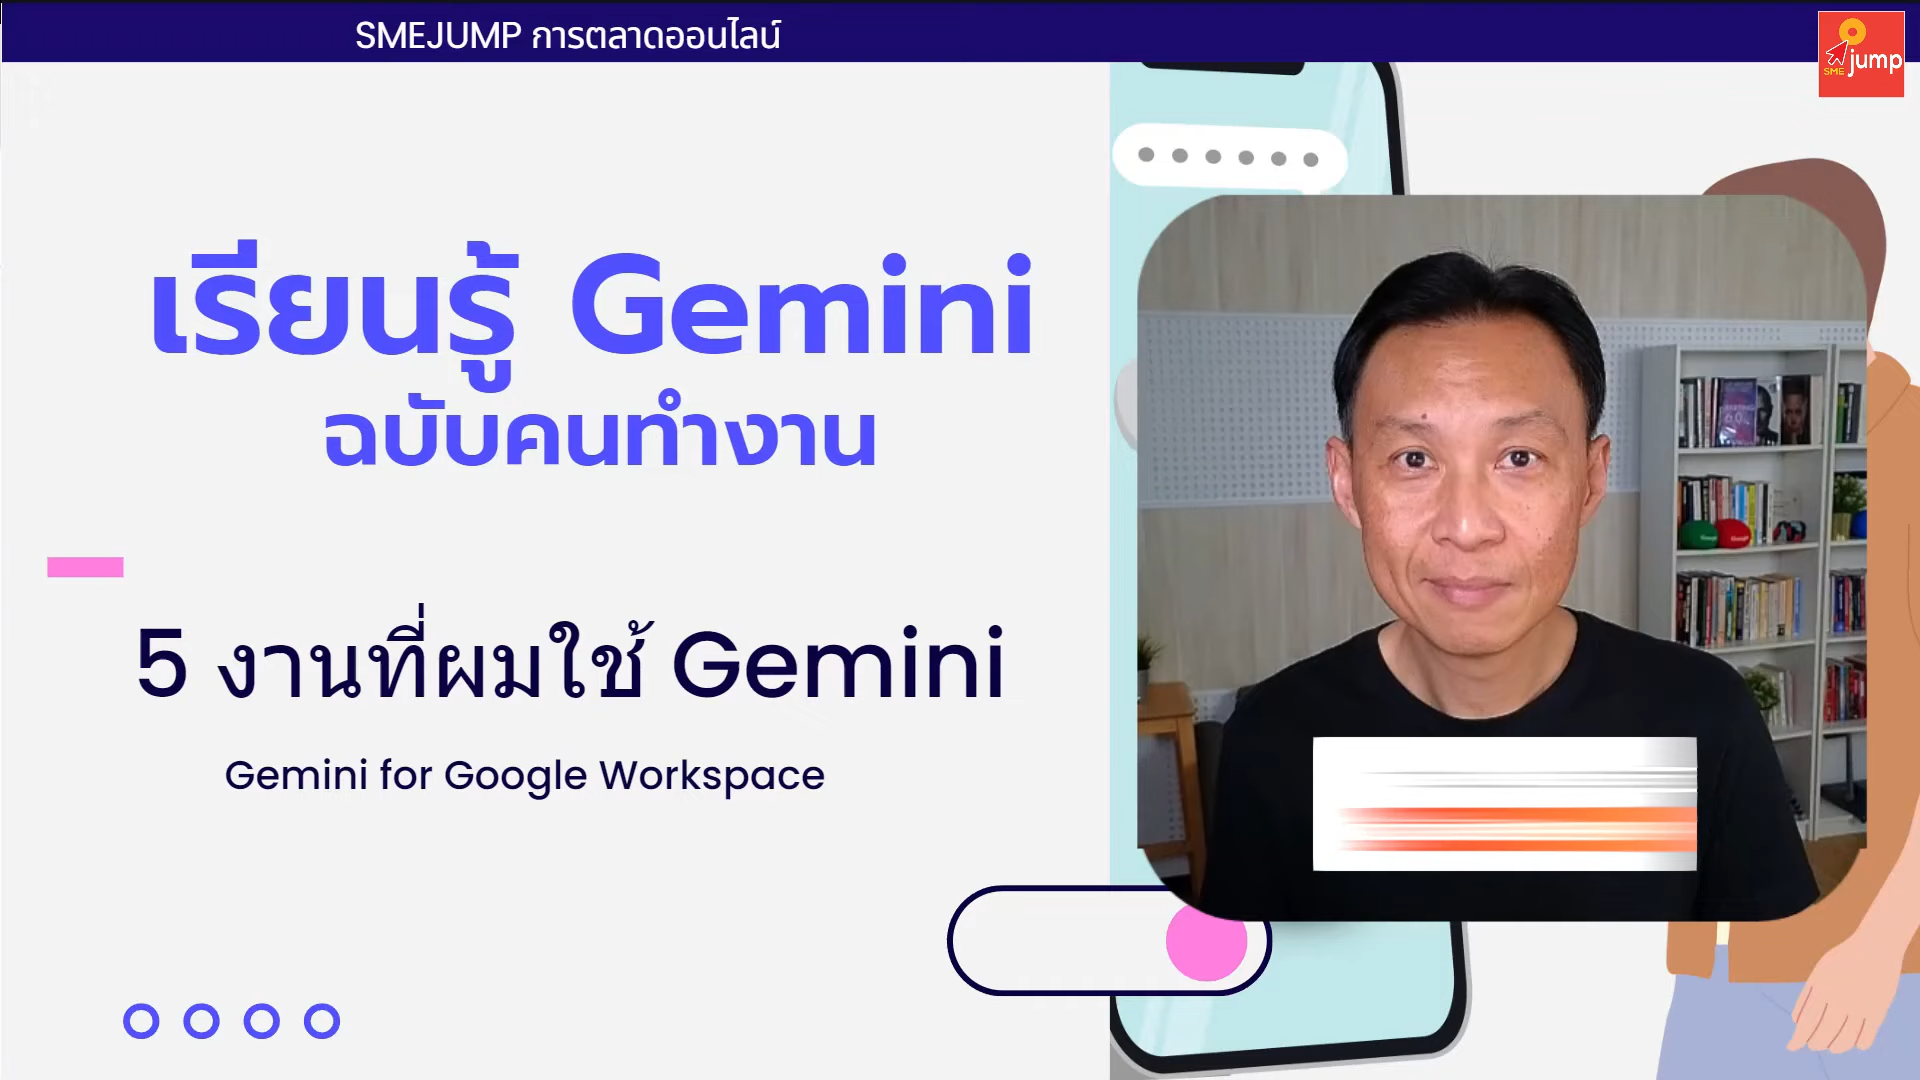 SMEJUMP การตลาดออนไลน์
SME jump
เรียนรู้ Gemini
ฉบับคนทำงาน
5 งานที่ผมใช้ Gemini
Gemini for Google Workspace